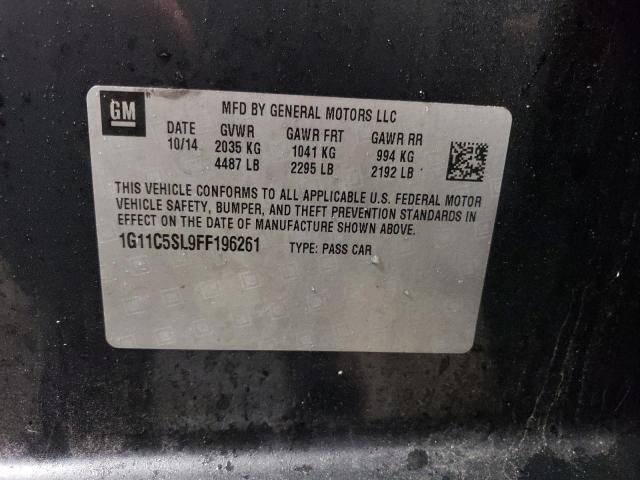 GM
MFD BY GENERAL MOTORS LLC
DATE GVWR GAWR FRT GAWR RR
10/14 2035 KG 1041 KG 994 KG
4487 LB 2295 LB 2192 LB
THIS VEHICLE CONFORMS TO ALL APPLICABLE U.S. FEDERAL MOTOR
VEHICLE SAFETY, BUMPER, AND THEFT PREVENTION STANDARDS IN
EFFECT ON THE DATE OF MANUFACTURE SHOWN ABOVE.
1G11C5SL9FF196261 TYPE: PASS CAR